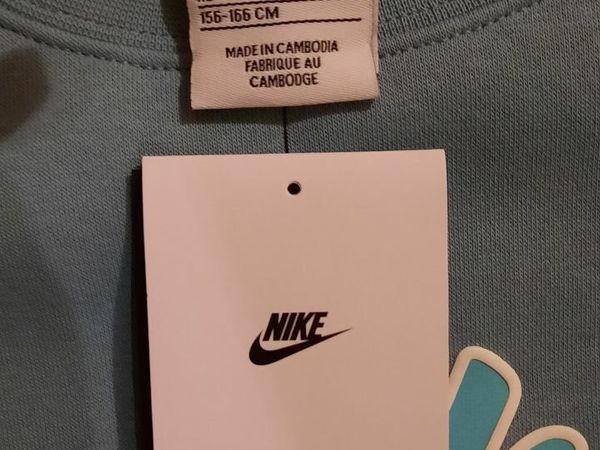 156-166 CM
MADE IN CAMBODIA
FABRIQUE AU
CAMBODGE
NIKE